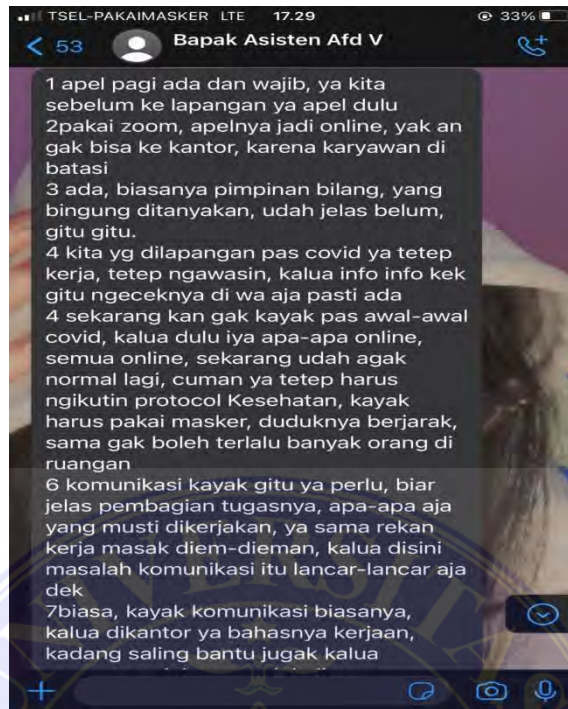 TSEL-PAKAIMASKER LTE 17.29 33%
53 Bapak Asisten Afd V
1 apel pagi ada dan wajib, ya kita
sebelum ke lapangan ya apel dulu
2pakai zoom, apelnya jadi online, yak an
gak bisa ke kantor, karena karyawan di
batasi
3 ada, biasanya pimpinan bilang, yang
bingung ditanyakan, udah jelas belum,
gitu gitu.
4 kita yg dilapangan pas covid ya tetep
kerja, tetep ngawasin, kalua info info kek
gitu ngeceknya di wa aja pasti ada
4 sekarang kan gak kayak pas awal-awal
covid, kalua dulu iya apa-apa online,
semua online, sekarang udah agak
normal lagi, cuman ya tetep harus
ngikutin protocol Kesehatan, kayak
harus pakai masker, duduknya berjarak,
sama gak boleh terlalu banyak orang di
ruangan
6 komunikasi kayak gitu ya perlu, biar
jelas pembagian tugasnya, apa-apa aja
yang musti dikerjakan, ya sama rekan
kerja masak diem-dieman, kalua disini
masalah komunikasi itu lancar-lancar aja
dek
7biasa, kayak komunikasi biasanya,
kalua dikantor ya bahasnya kerjaan,
kadang saling bantu jugak kalua